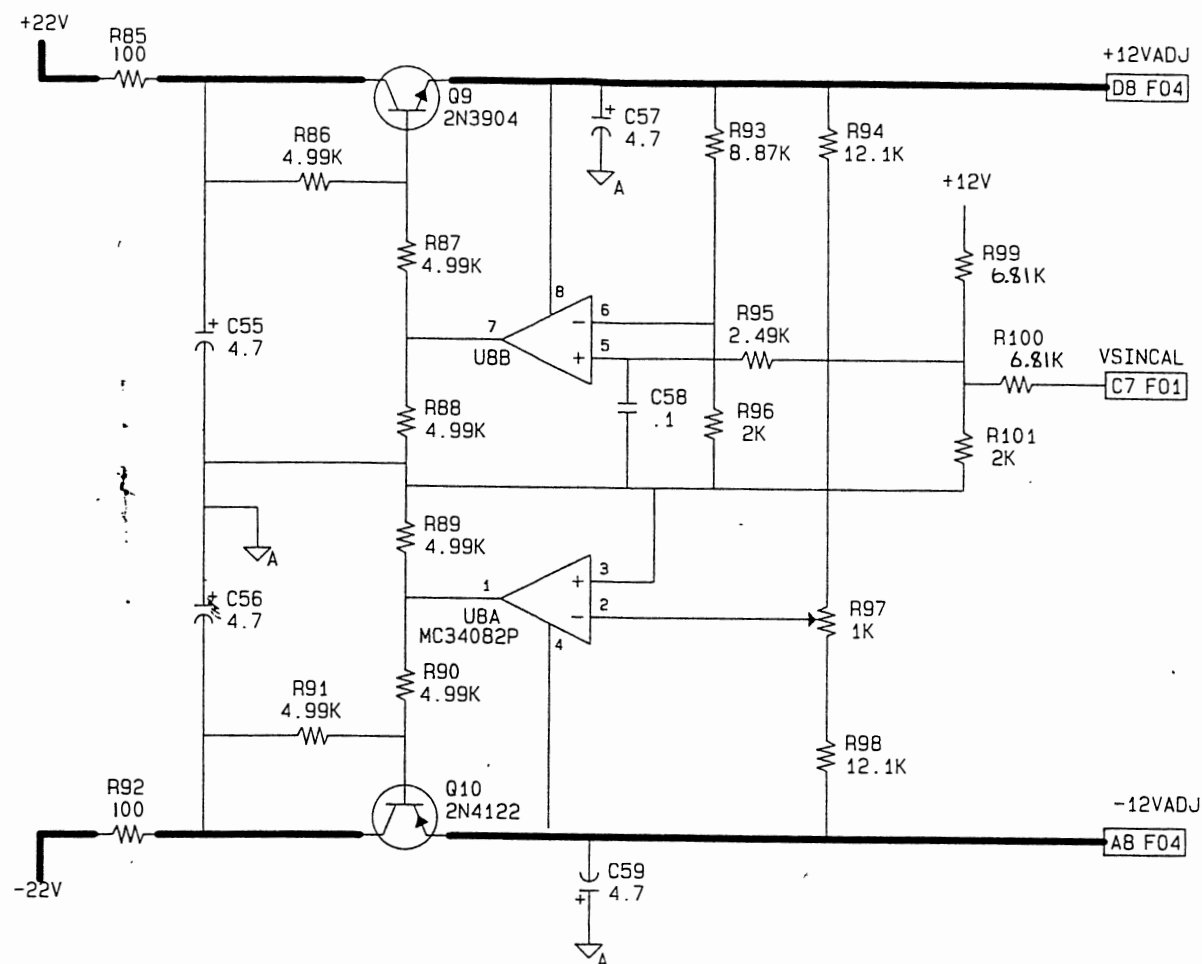 +22V
R85
100
+12VADJ
D8 F04
Q9
2N3904
C57
+
4.7
A
R93
8.87K
R94
12.1K
R86
4.99K
+12V
R87
4.99K
R99
6.81K
8
7
6
5
-
+
U8B
R95
2.49K
R100
6.81K
VSINCAL
C7 F01
+
C55
4.7
R88
4.99K
C58
.1
R96
2K
R101
2K
A
R89
4.99K
1
3
2
4
+
-
U8A
MC34082P
R97
1K
+
C56
4.7
R90
4.99K
R91
4.99K
R98
12.1K
R92
100
Q10
2N4122
-12VADJ
A8 F04
-22V
C59
4.7
+
A